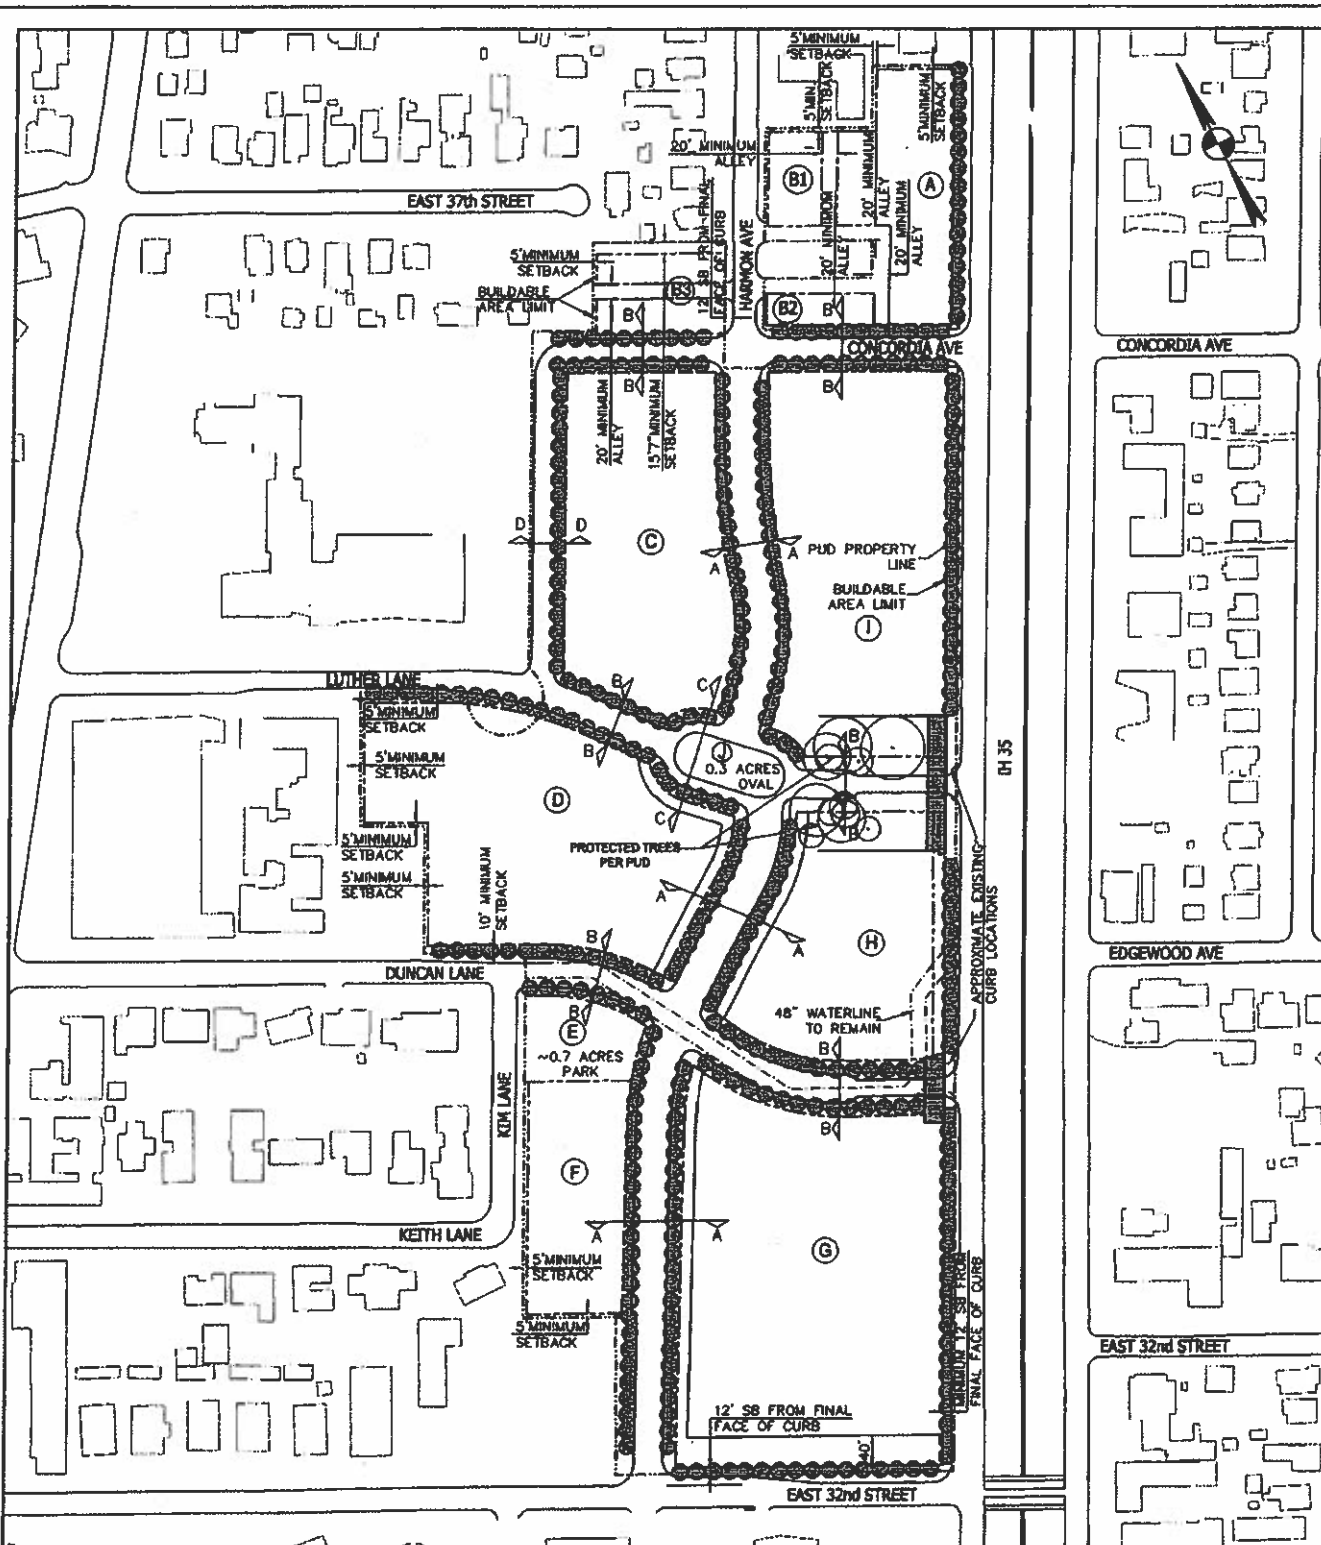 5'MINIMUM
SETBACK
5'MIN
SETBACK
5'MINIMUM
SETBACK
20' MINIMUM
ALLEY
B1
A
20' MINIMUM
ALLEY
20' MINIMUM
ALLEY
20' MINIMUM
ALLEY
EAST 37th STREET
12' SB FROM FINAL
FACE OF CURB
HARMON AVE
5'MINIMUM
SETBACK
BUILDABLE
AREA LIMIT
B3
B2
B
B
CONCORDIA AVE
CONCORDIA AVE
B
B
20' MINIMUM
ALLEY
15'7"MINIMUM
SETBACK
D
D
C
A
A
PUD PROPERTY
LINE
BUILDABLE
AREA LIMIT
I
LUTHER LANE
B
C
5'MINIMUM
SETBACK
B
5'MINIMUM
SETBACK
J
0.3 ACRES
OVAL
B
IH 35
D
C
B
PROTECTED TREES
PER PUD
5'MINIMUM
SETBACK
5'MINIMUM
SETBACK
10' MINIMUM
SETBACK
A
A
H
APPROXIMATE EXISTING
CURB LOCATIONS
B
DUNCAN LANE
EDGEWOOD AVE
B
E
~0.7 ACRES
PARK
48" WATERLINE
TO REMAIN
B
KIM LANE
B
F
KEITH LANE
A
A
G
5'MINIMUM
SETBACK
MINIMUM 12' SB FROM
FINAL FACE OF CURB
5'MINIMUM
SETBACK
EAST 32nd STREET
12' SB FROM FINAL
FACE OF CURB
40'
EAST 32nd STREET